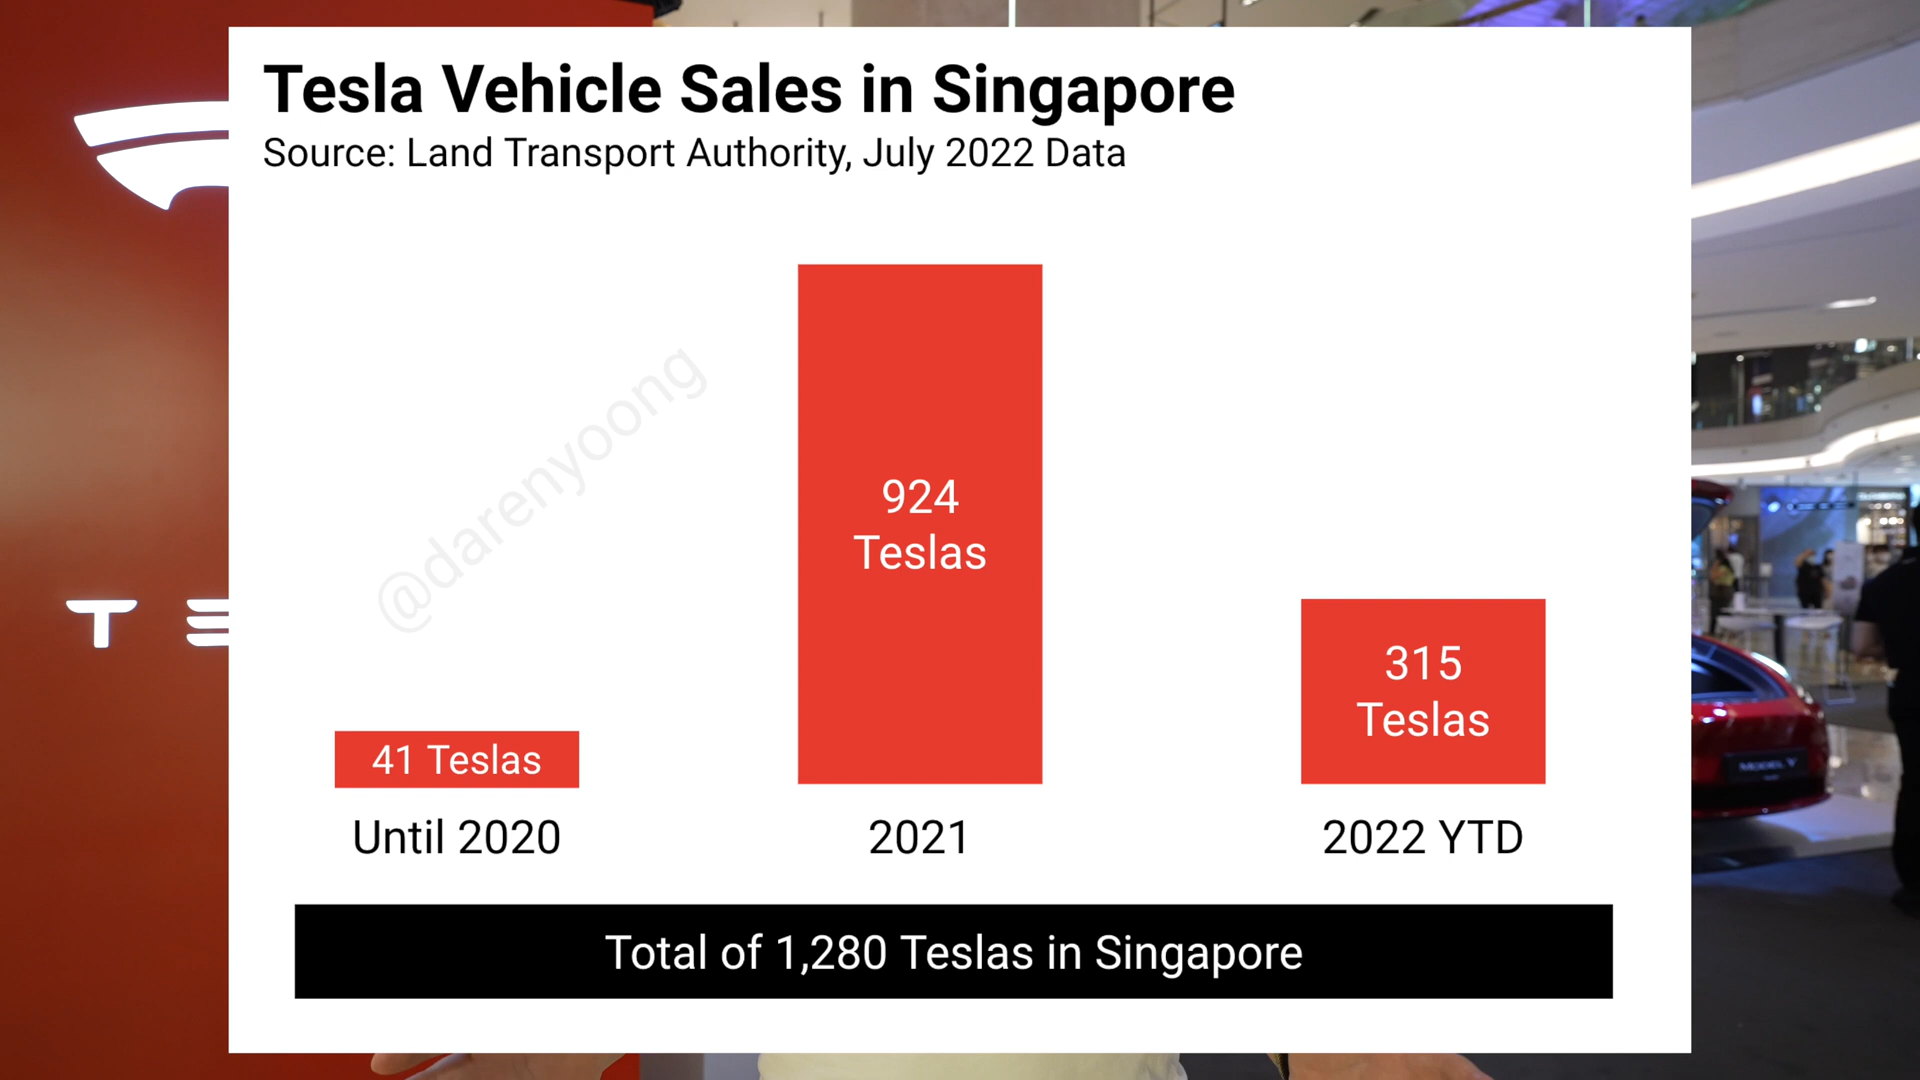 Tesla Vehicle Sales in Singapore
Source: Land Transport Authority, July 2022 Data
@darenyoong
924
Teslas
315
Teslas
41 Teslas
Until 2020
2021
2022 YTD
Total of 1,280 Teslas in Singapore
T
MODEL Y